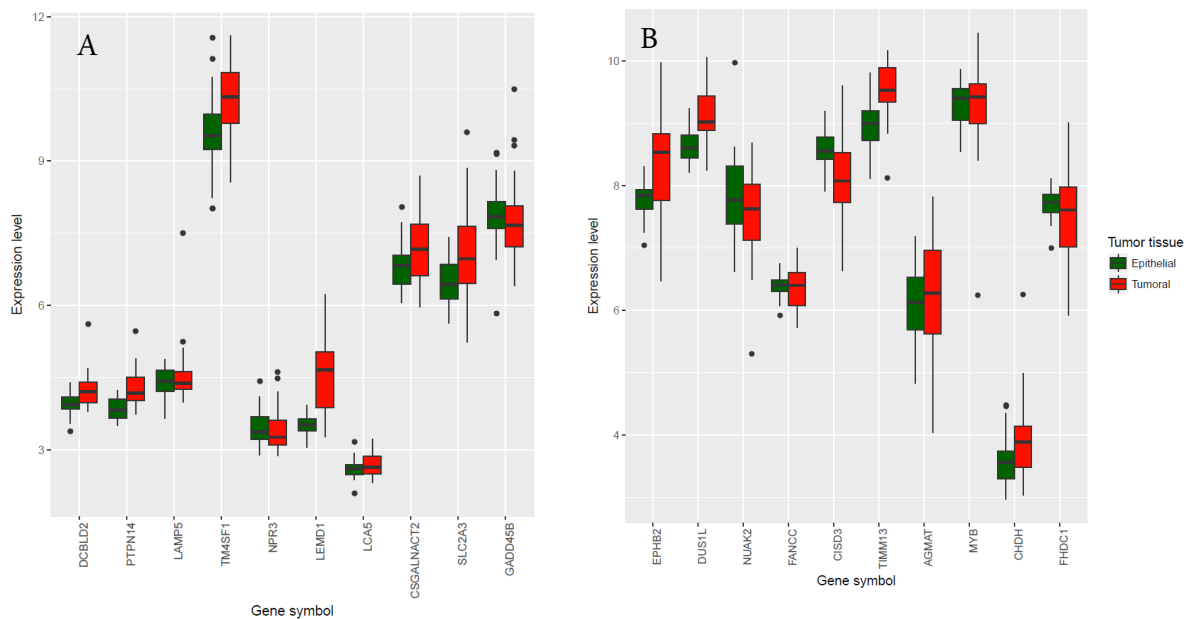 A
12
9
6
3
Expression level
DCBLD2
PTPN14
LAMP5
TM4SF1
NPR3
LEMD1
LCA5
CSGALNACT2
SLC2A3
GADD45B
Gene symbol
B
10
8
6
4
Expression level
EPHB2
DUS1L
NUAK2
FANCC
CISD3
TIMM13
AGMAT
MYB
CHDH
FHDC1
Gene symbol
Tumor tissue
Epithelial
Tumoral